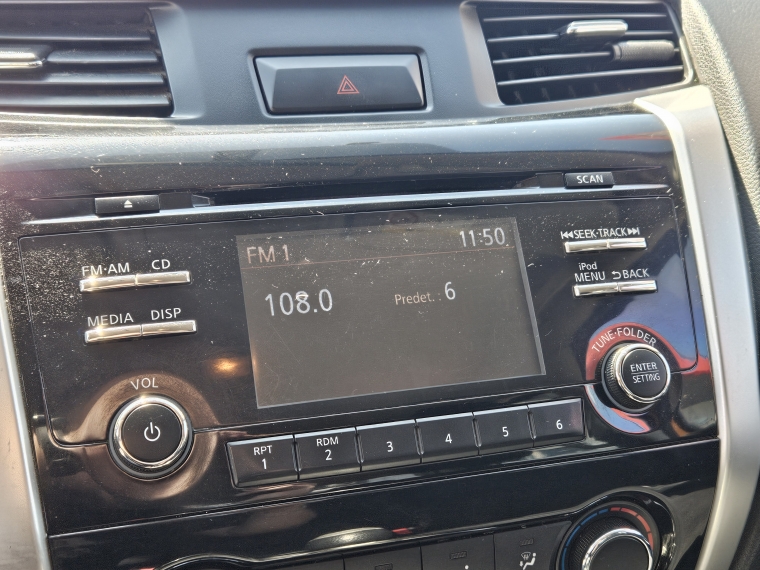 SCAN
FM·AM CD
MEDIA DISP
VOL
FM 1 11:50
108.0 Predet. : 6
⏮SEEK·TRACK⏭
iPod
MENU ⮌BACK
TUNE·FOLDER
ENTER
SETTING
RPT
1
RDM
2
3
4
5
6